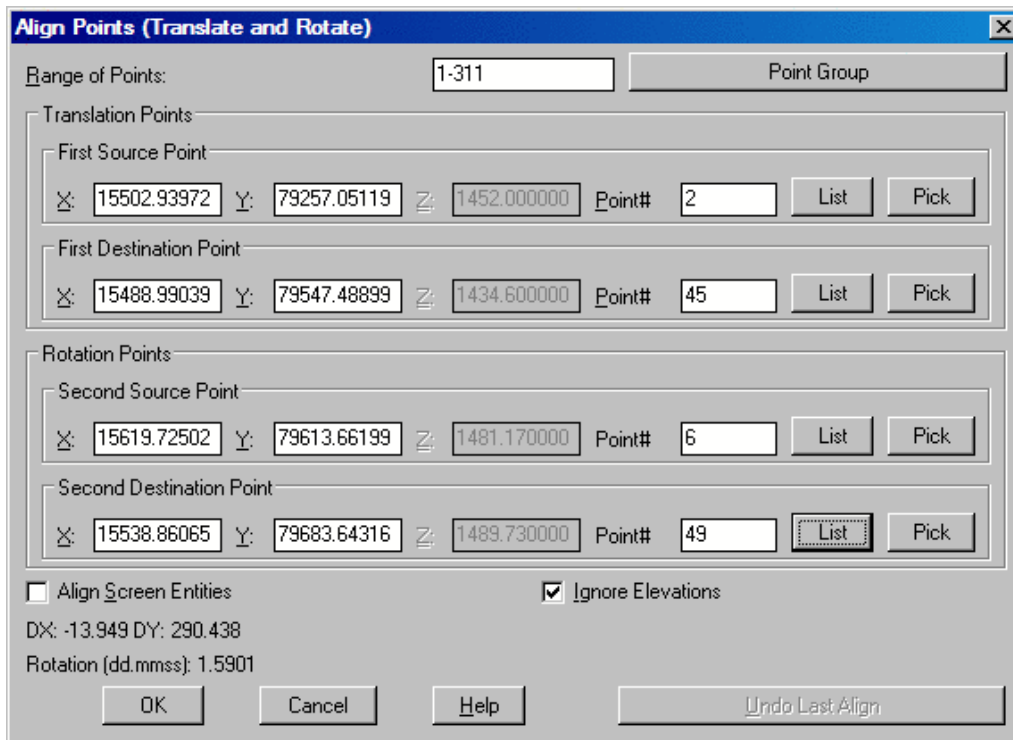 Align Points (Translate and Rotate)
Range of Points: 1-311 Point Group
Translation Points
First Source Point
X: 15502.93972 Y: 79257.05119 Z: 1452.000000 Point# 2 List Pick
First Destination Point
X: 15488.99039 Y: 79547.48899 Z: 1434.600000 Point# 45 List Pick
Rotation Points
Second Source Point
X: 15619.72502 Y: 79613.66199 Z: 1481.170000 Point# 6 List Pick
Second Destination Point
X: 15538.86065 Y: 79683.64316 Z: 1489.730000 Point# 49 List Pick
Align Screen Entities Ignore Elevations
DX: -13.949 DY: 290.438
Rotation (dd.mmss): 1.5901
OK Cancel Help Undo Last Align